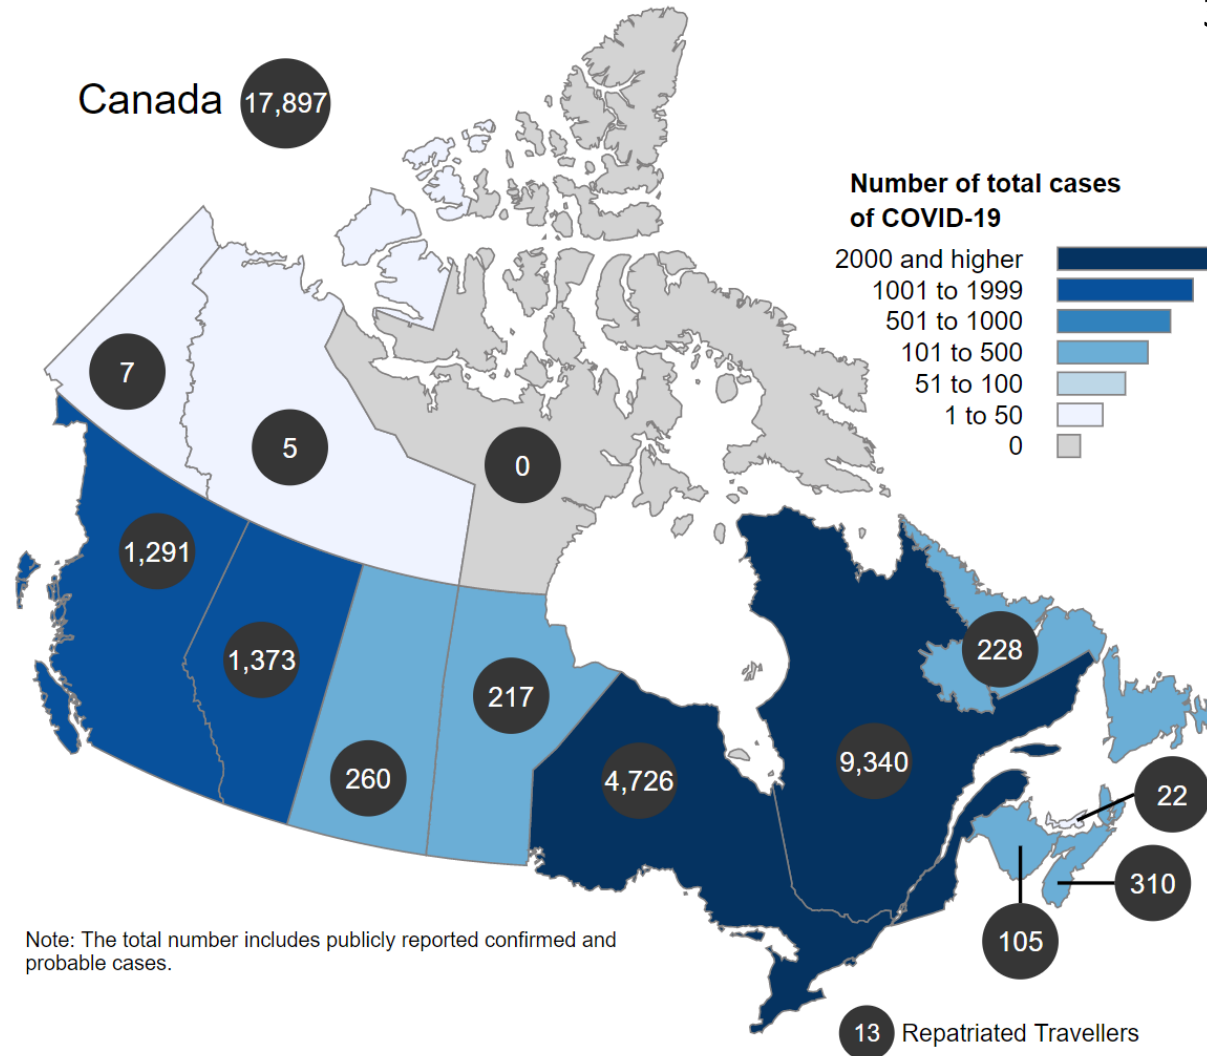 Canada 17,897
Number of total cases
of COVID-19
2000 and higher
1001 to 1999
501 to 1000
101 to 500
51 to 100
1 to 50
0
7
5
0
1,291
1,373
228
217
260
4,726
9,340
22
310
105
Note: The total number includes publicly reported confirmed and
probable cases.
13 Repatriated Travellers